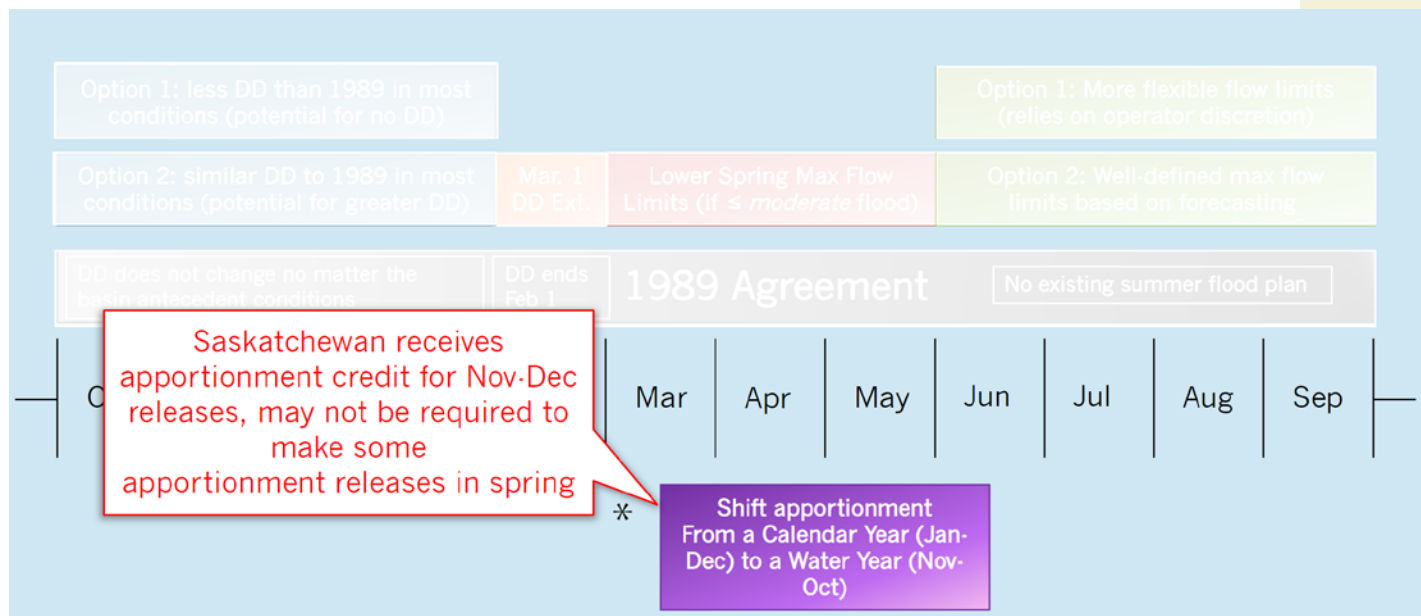 Option 1: less DD than 1989 in most
conditions (potential for no DD)
Option 1: More flexible flow limits
(relies on operator discretion)
Option 2: similar DD to 1989 in most
conditions (potential for greater DD)
Mar. 1
DD Ext.
Lower Spring Max Flow
Limits (if ≤ moderate flood)
Option 2: Well-defined max flow
limits based on forecasting
DD does not change no matter the
basin antecedent conditions
DD ends
Feb 1
1989 Agreement
No existing summer flood plan
Saskatchewan receives
apportionment credit for Nov-Dec
releases, may not be required to
make some
apportionment releases in spring
Mar
Apr
May
Jun
Jul
Aug
Sep
*
Shift apportionment
From a Calendar Year (Jan-
Dec) to a Water Year (Nov-
Oct)